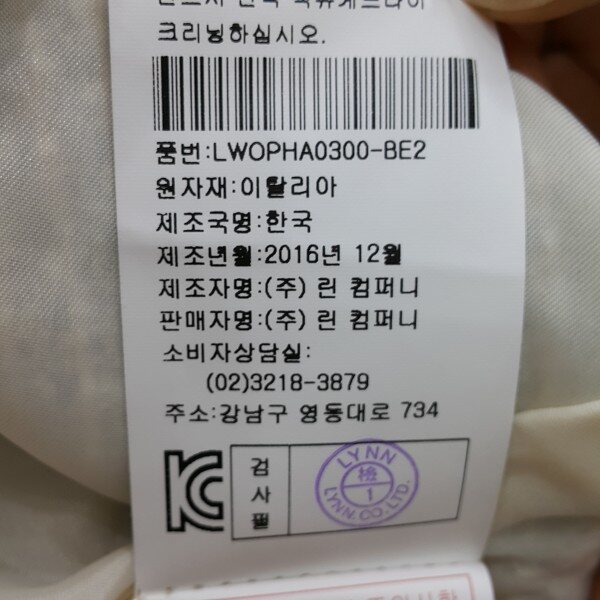 크리닝하십시오.
품번:LWOPHA0300-BE2
원자재:이탈리아
제조국명:한국
제조년월:2016년 12월
제조자명:(주) 린 컴퍼니
판매자명:(주) 린 컴퍼니
소비자상담실:
(02)3218-3879
주소:강남구 영동대로 734
검사필
LYNN
檢
1
LYNN.CO.LTD.